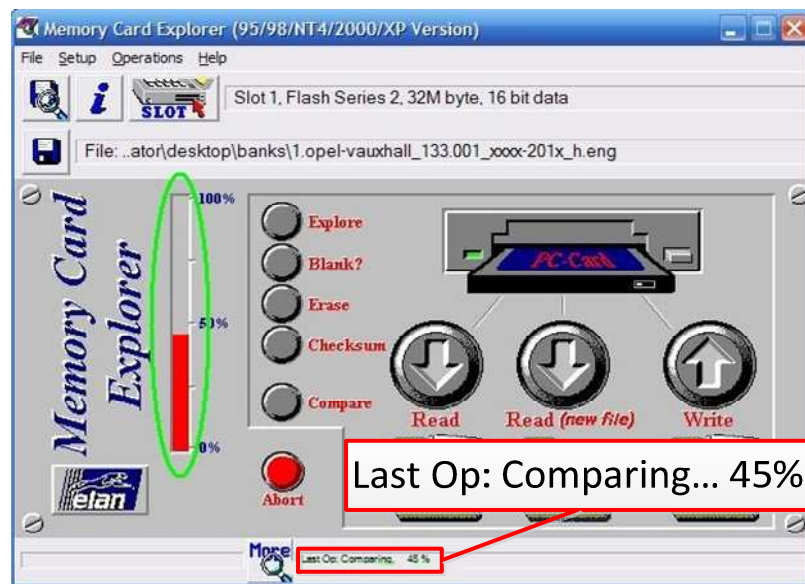 Memory Card Explorer (95/98/NT4/2000/XP Version)
File Setup Operations Help
SLOT
Slot 1, Flash Series 2, 32M byte, 16 bit data
File: ..ator\desktop\banks\1.opel-vauxhall_133.001_xxxx-201x_h.eng
Memory Card
Explorer
100%
50%
0%
Explore
Blank?
Erase
Checksum
Compare
Abort
PC-Card
Read
Read (new file)
Write
elan
Last Op: Comparing... 45%
More
Last Op: Comparing, 45 %